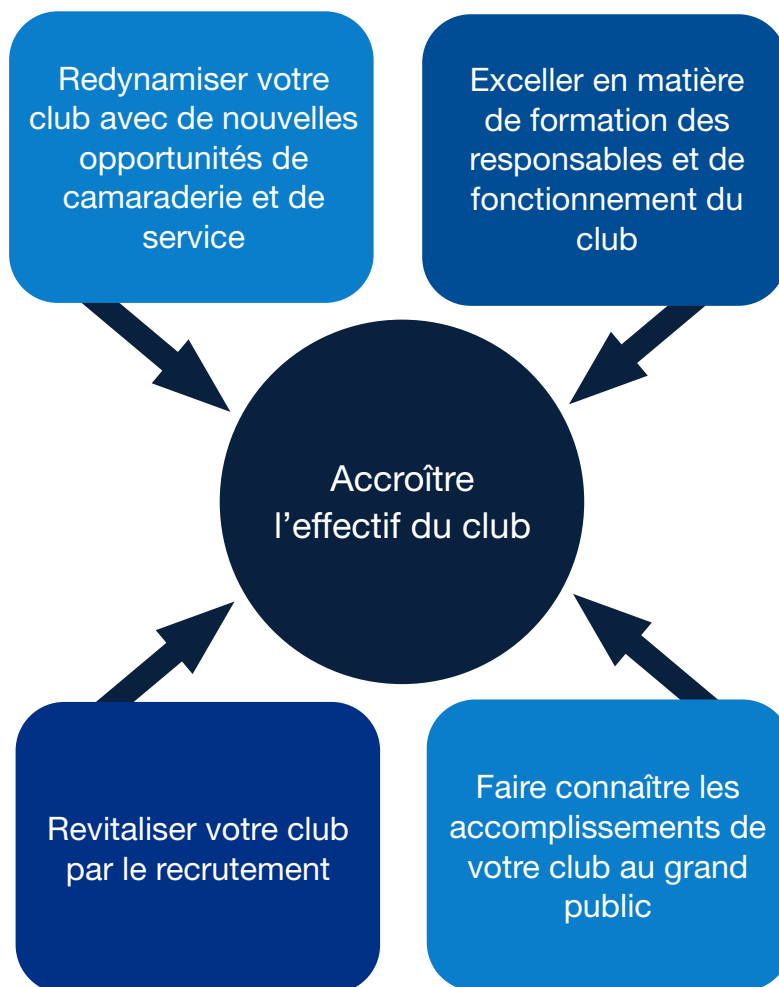 Redynamiser votre
club avec de nouvelles
opportunités de
camaraderie et de
service
Exceller en matière
de formation des
responsables et de
fonctionnement du
club
Accroître
l’effectif du club
Revitaliser votre club
par le recrutement
Faire connaître les
accomplissements de
votre club au grand
public